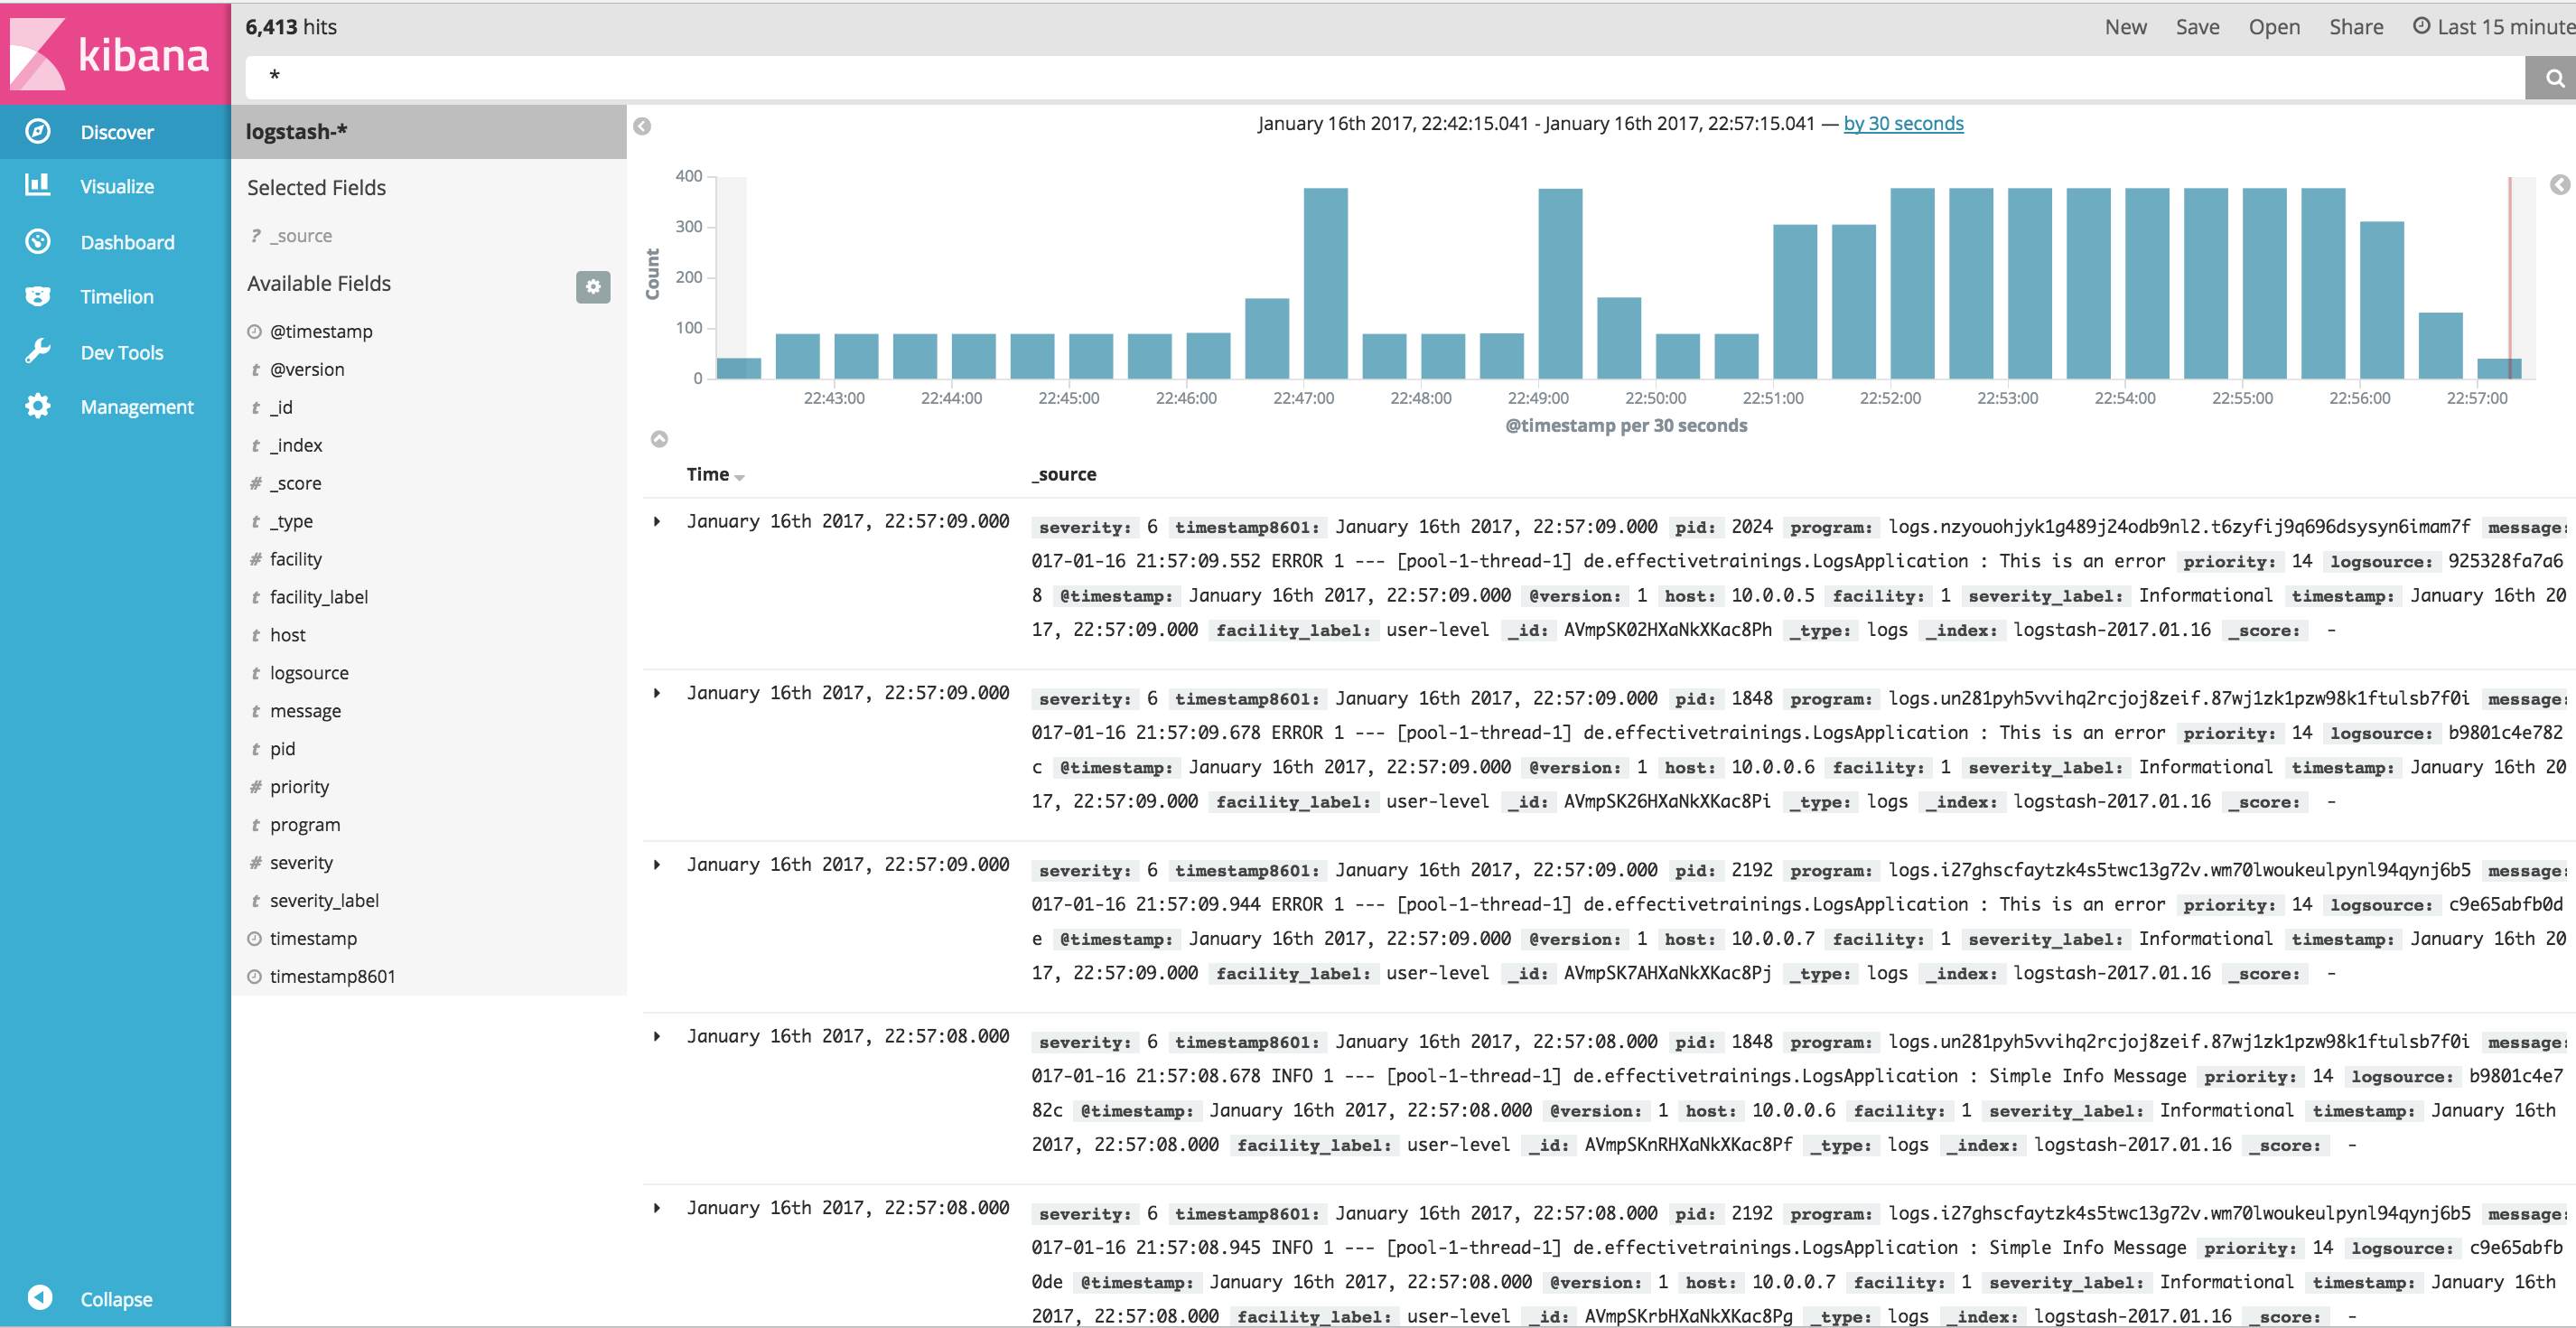 kibana
6,413 hits
New Save Open Share Last 15 minute
*
Discover
Visualize
Dashboard
Timelion
Dev Tools
Management
Collapse
logstash-*
Selected Fields
? _source
Available Fields
@timestamp
t @version
t _id
t _index
# _score
t _type
# facility
t facility_label
t host
t logsource
t message
t pid
# priority
t program
# severity
t severity_label
timestamp
timestamp8601
January 16th 2017, 22:42:15.041 - January 16th 2017, 22:57:15.041 — by 30 seconds
Count
400
300
200
100
0
22:43:00 22:44:00 22:45:00 22:46:00 22:47:00 22:48:00 22:49:00 22:50:00 22:51:00 22:52:00 22:53:00 22:54:00 22:55:00 22:56:00 22:57:00
@timestamp per 30 seconds
Time _source
January 16th 2017, 22:57:09.000 severity: 6 timestamp8601: January 16th 2017, 22:57:09.000 pid: 2024 program: logs.nzyouohjyk1g489j24odb9nl2.t6zyfij9q696dsysyn6imam7f message:
017-01-16 21:57:09.552 ERROR 1 --- [pool-1-thread-1] de.effectivetrainings.LogsApplication : This is an error priority: 14 logsource: 925328fa7a6
8 @timestamp: January 16th 2017, 22:57:09.000 @version: 1 host: 10.0.0.5 facility: 1 severity_label: Informational timestamp: January 16th 20
17, 22:57:09.000 facility_label: user-level _id: AVmpSK02HXaNkXKac8Ph _type: logs _index: logstash-2017.01.16 _score: -
January 16th 2017, 22:57:09.000 severity: 6 timestamp8601: January 16th 2017, 22:57:09.000 pid: 1848 program: logs.un281pyh5vvihq2rcjoj8zeif.87wj1zk1pzw98k1ftulsb7f0i message:
017-01-16 21:57:09.678 ERROR 1 --- [pool-1-thread-1] de.effectivetrainings.LogsApplication : This is an error priority: 14 logsource: b9801c4e782
c @timestamp: January 16th 2017, 22:57:09.000 @version: 1 host: 10.0.0.6 facility: 1 severity_label: Informational timestamp: January 16th 20
17, 22:57:09.000 facility_label: user-level _id: AVmpSK26HXaNkXKac8Pi _type: logs _index: logstash-2017.01.16 _score: -
January 16th 2017, 22:57:09.000 severity: 6 timestamp8601: January 16th 2017, 22:57:09.000 pid: 2192 program: logs.i27ghscfaytzk4s5twc13g72v.wm70lwoukeulpynl94qynj6b5 message:
017-01-16 21:57:09.944 ERROR 1 --- [pool-1-thread-1] de.effectivetrainings.LogsApplication : This is an error priority: 14 logsource: c9e65abfb0d
e @timestamp: January 16th 2017, 22:57:09.000 @version: 1 host: 10.0.0.7 facility: 1 severity_label: Informational timestamp: January 16th 20
17, 22:57:09.000 facility_label: user-level _id: AVmpSK7AHXaNkXKac8Pj _type: logs _index: logstash-2017.01.16 _score: -
January 16th 2017, 22:57:08.000 severity: 6 timestamp8601: January 16th 2017, 22:57:08.000 pid: 1848 program: logs.un281pyh5vvihq2rcjoj8zeif.87wj1zk1pzw98k1ftulsb7f0i message:
017-01-16 21:57:08.678 INFO 1 --- [pool-1-thread-1] de.effectivetrainings.LogsApplication : Simple Info Message priority: 14 logsource: b9801c4e7
82c @timestamp: January 16th 2017, 22:57:08.000 @version: 1 host: 10.0.0.6 facility: 1 severity_label: Informational timestamp: January 16th
2017, 22:57:08.000 facility_label: user-level _id: AVmpSKnRHXaNkXKac8Pf _type: logs _index: logstash-2017.01.16 _score: -
January 16th 2017, 22:57:08.000 severity: 6 timestamp8601: January 16th 2017, 22:57:08.000 pid: 2192 program: logs.i27ghscfaytzk4s5twc13g72v.wm70lwoukeulpynl94qynj6b5 message:
017-01-16 21:57:08.945 INFO 1 --- [pool-1-thread-1] de.effectivetrainings.LogsApplication : Simple Info Message priority: 14 logsource: c9e65abfb
0de @timestamp: January 16th 2017, 22:57:08.000 @version: 1 host: 10.0.0.7 facility: 1 severity_label: Informational timestamp: January 16th
2017, 22:57:08.000 facility_label: user-level _id: AVmpSKrbHXaNkXKac8Pg _type: logs _index: logstash-2017.01.16 _score: -